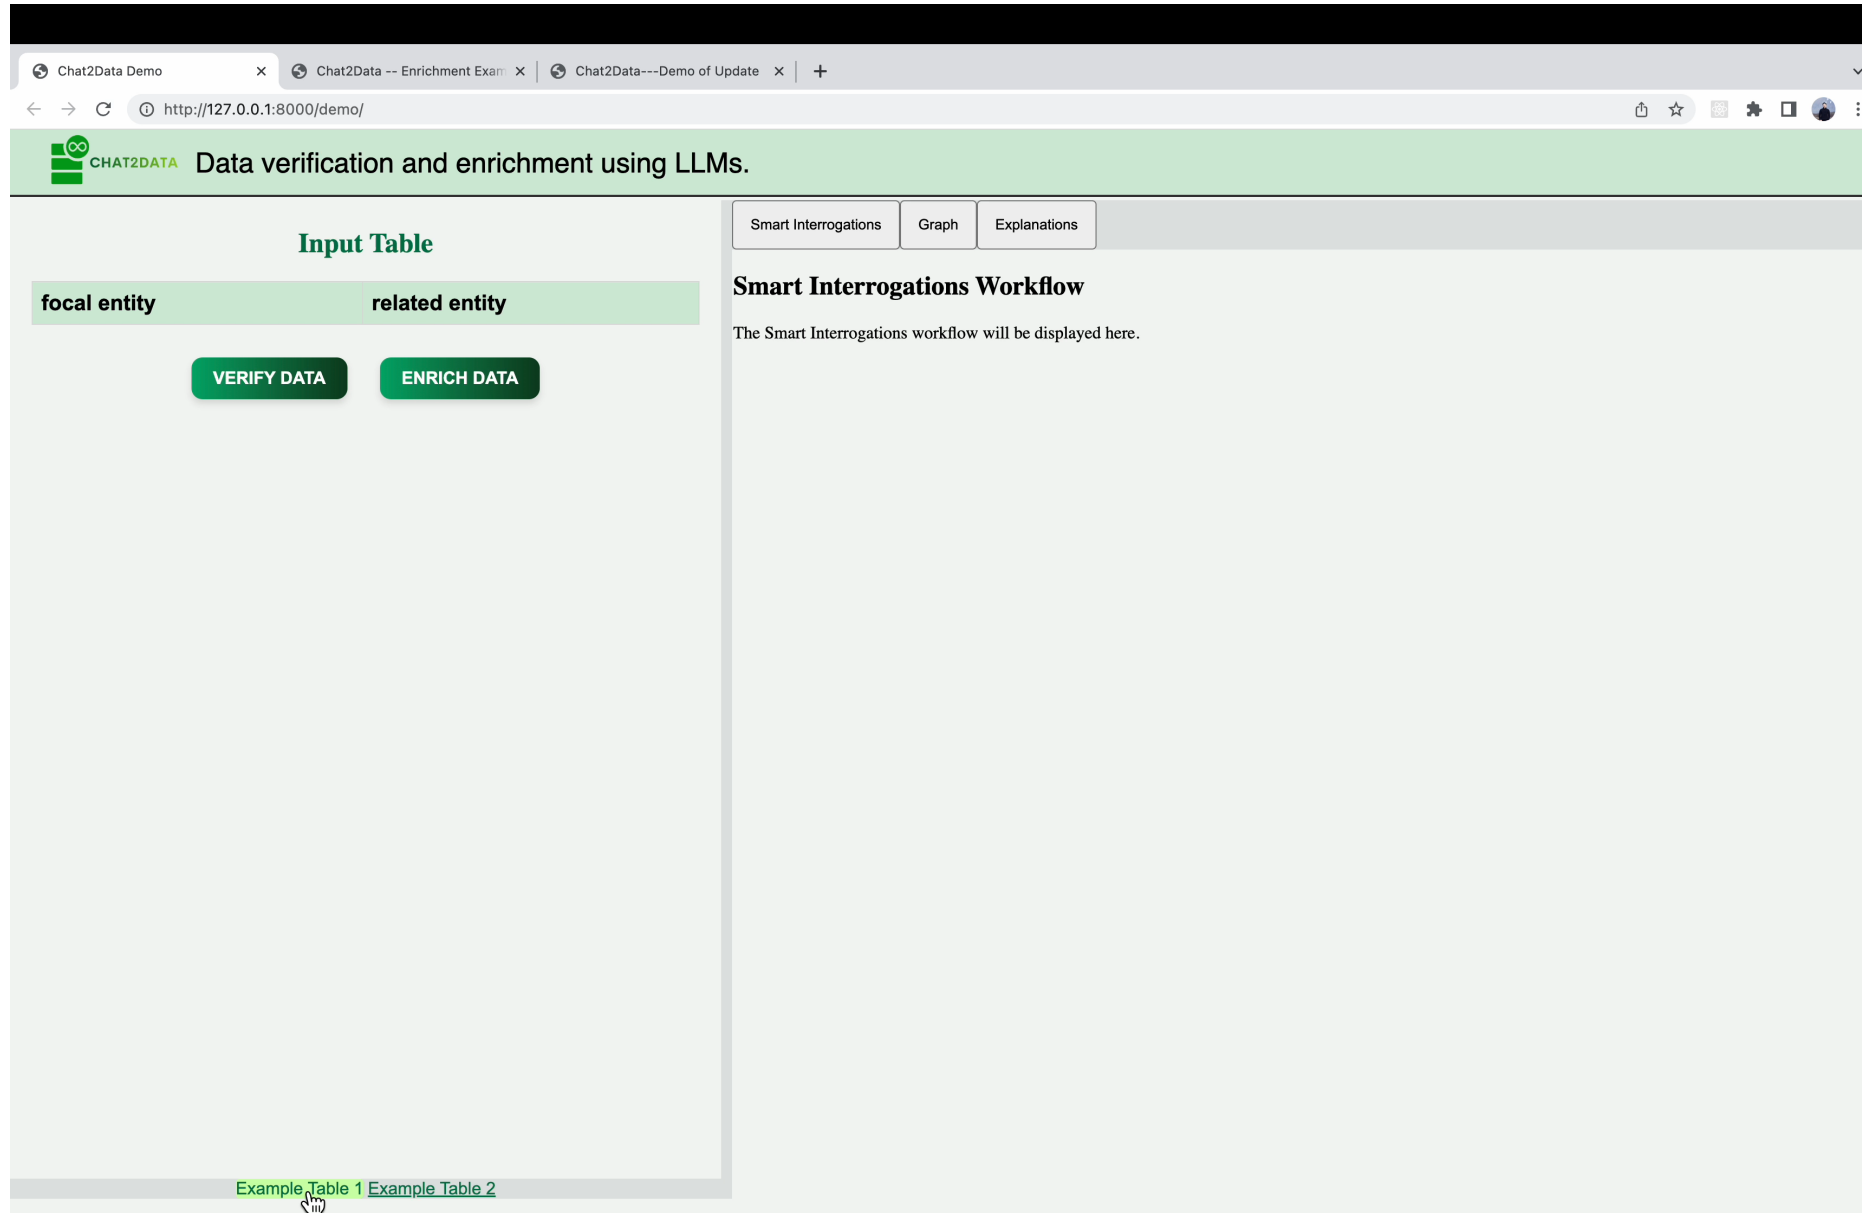 Chat2Data Demo
Chat2Data -- Enrichment Exam
Chat2Data---Demo of Update
http://127.0.0.1:8000/demo/
CHAT2DATA
Data verification and enrichment using LLMs.
Input Table
focal entity
related entity
VERIFY DATA
ENRICH DATA
Example Table 1 Example Table 2
Smart Interrogations
Graph
Explanations
Smart Interrogations Workflow
The Smart Interrogations workflow will be displayed here.